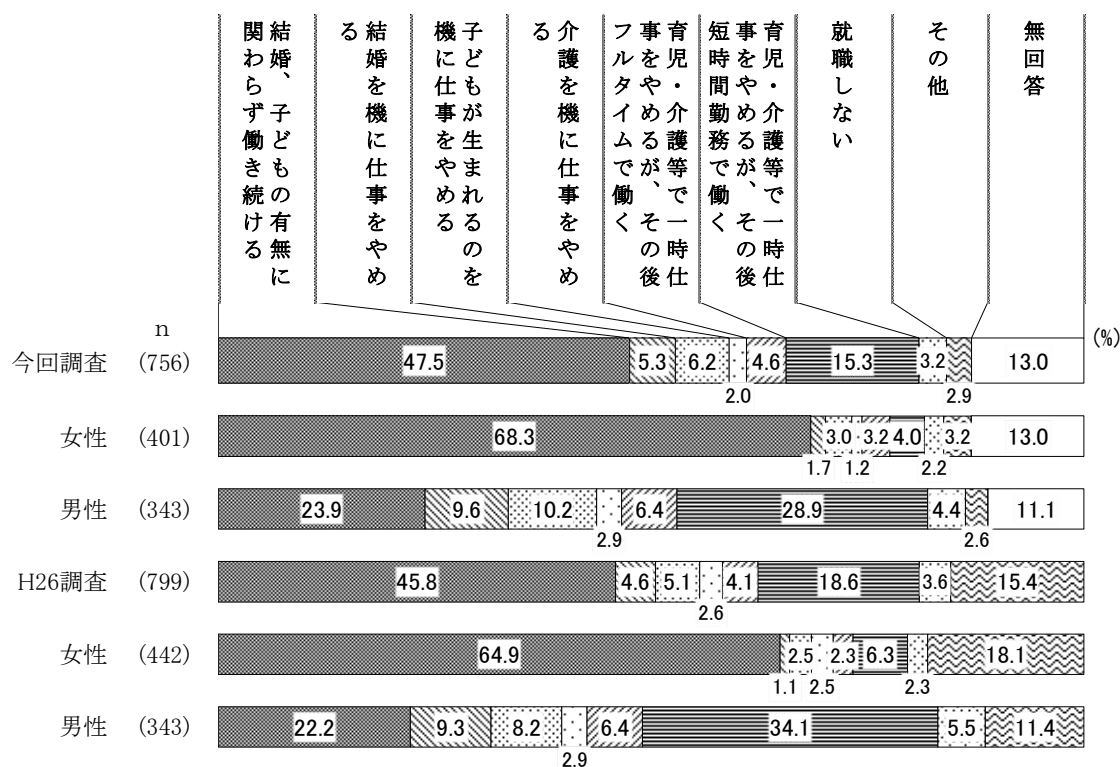 結婚、子どもの有無に
関わらず働き続ける
結婚を機に仕事をやめ
る
子どもが生まれるのを
機に仕事をやめる
介護を機に仕事をやめ
る
育児・介護等で一時仕
事をやめるが、その後
フルタイムで働く
育児・介護等で一時仕
事をやめるが、その後
短時間勤務で働く
就職しない
その他
無回答
n
(%)
今回調査 (756) 47.5 5.3 6.2 2.0 4.6 15.3 3.2 2.9 13.0
女性 (401) 68.3 1.7 3.0 1.2 3.2 4.0 2.2 3.2 13.0
男性 (343) 23.9 9.6 10.2 2.9 6.4 28.9 4.4 2.6 11.1
H26調査 (799) 45.8 4.6 5.1 2.6 4.1 18.6 3.6 15.4
女性 (442) 64.9 1.1 2.5 2.5 2.3 6.3 2.3 18.1
男性 (343) 22.2 9.3 8.2 2.9 6.4 34.1 5.5 11.4